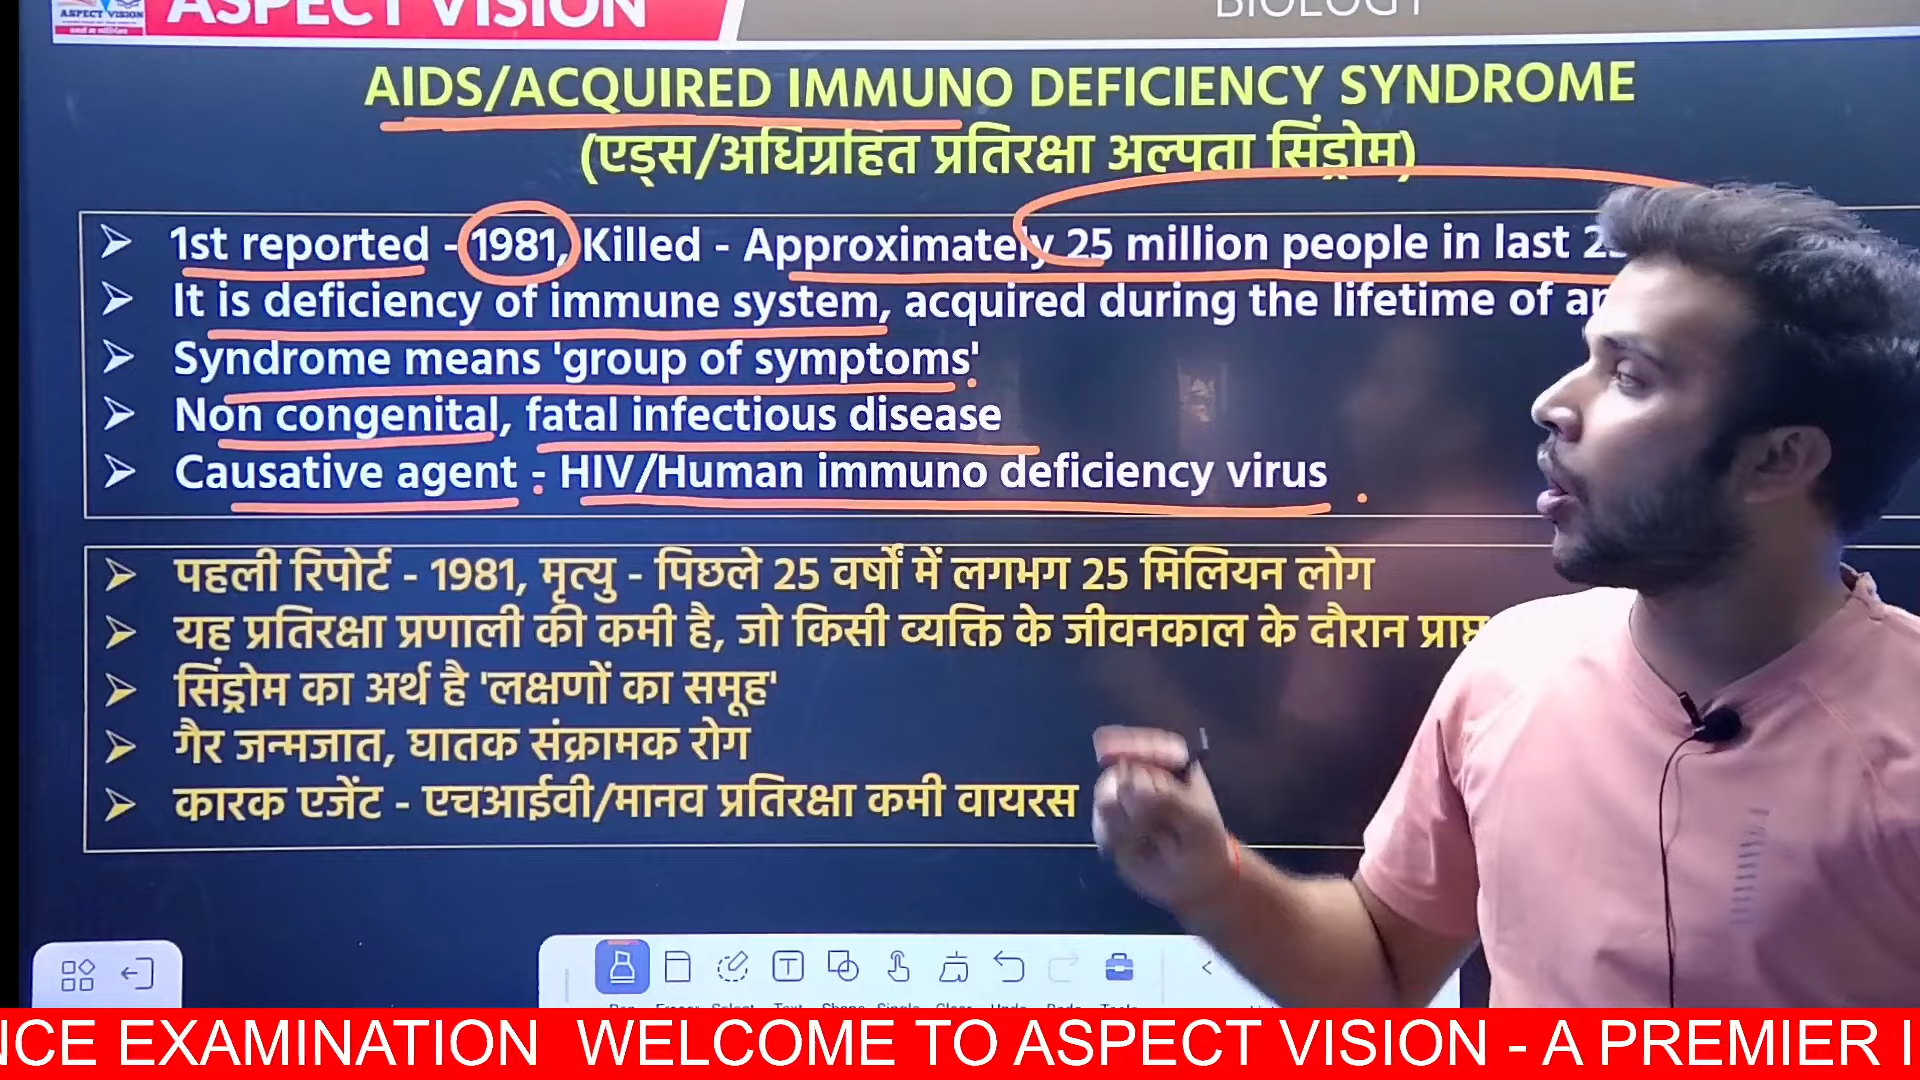 ASPECT VISION
ASPECT VISION
BIOLOGY
AIDS/ACQUIRED IMMUNO DEFICIENCY SYNDROME
(एड्स/अधिग्रहित प्रतिरक्षा अल्पता सिंड्रोम)
➤ 1st reported - 1981, Killed - Approximately 25 million people in last
➤ It is deficiency of immune system, acquired during the lifetime of
➤ Syndrome means 'group of symptoms'
➤ Non congenital, fatal infectious disease
➤ Causative agent - HIV/Human immuno deficiency virus
➤ पहली रिपोर्ट - 1981, मृत्यु - पिछले 25 वर्षों में लगभग 25 मिलियन लोग
➤ यह प्रतिरक्षा प्रणाली की कमी है, जो किसी व्यक्ति के जीवनकाल के दौरान
➤ सिंड्रोम का अर्थ है 'लक्षणों का समूह'
➤ गैर जन्मजात, घातक संक्रामक रोग
➤ कारक एजेंट - एचआईवी/मानव प्रतिरक्षा कमी वायरस
NCE EXAMINATION WELCOME TO ASPECT VISION - A PREMIER I